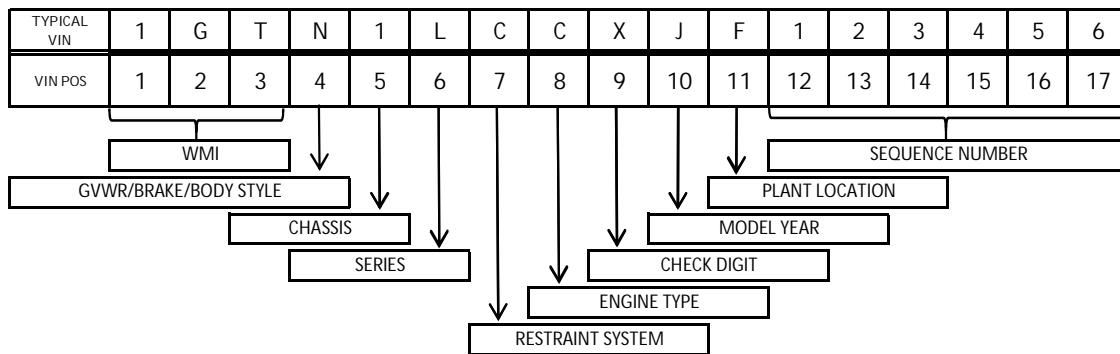 TYPICAL VIN 1 G T N 1 L C C X J F 1 2 3 4 5 6
VIN POS 1 2 3 4 5 6 7 8 9 10 11 12 13 14 15 16 17
WMI SEQUENCE NUMBER
GVWR/BRAKE/BODY STYLE PLANT LOCATION
CHASSIS MODEL YEAR
SERIES CHECK DIGIT
ENGINE TYPE
RESTRAINT SYSTEM